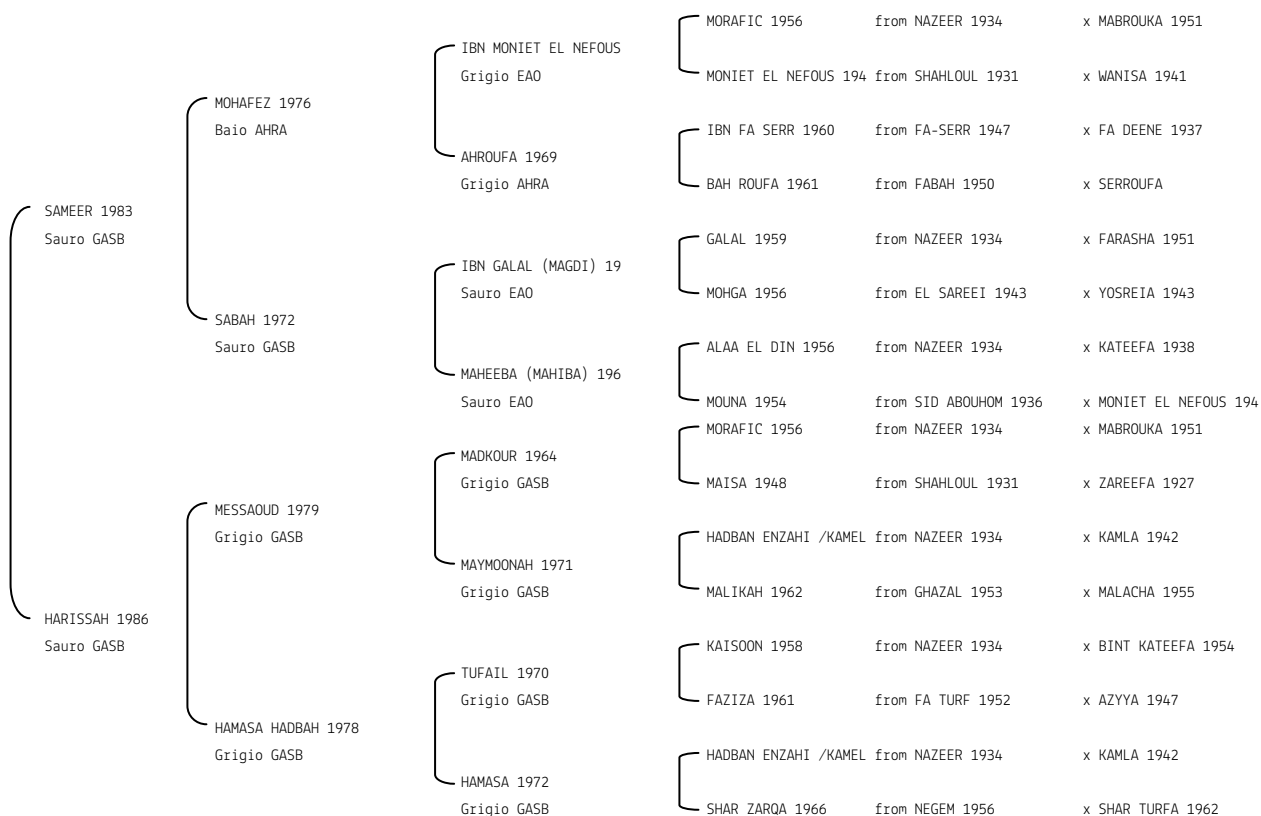 MORAFIC 1956 from NAZEER 1934 x MABROUKA 1951
IBN MONIET EL NEFOUS
Grigio EAO
MONIET EL NEFOUS 194 from SHAHLOUL 1931 x WANISA 1941
MOHAFEZ 1976
Baio AHRA
IBN FA SERR 1960 from FA-SERR 1947 x FA DEENE 1937
AHROUFA 1969
Grigio AHRA
BAH ROUFA 1961 from FABAH 1950 x SERROUFA
SAMEER 1983
Sauro GASB
GALAL 1959 from NAZEER 1934 x FARASHA 1951
IBN GALAL (MAGDI) 19
Sauro EAO
MOHGA 1956 from EL SAREEI 1943 x YOSREIA 1943
SABAH 1972
Sauro GASB
ALAA EL DIN 1956 from NAZEER 1934 x KATEEFA 1938
MAHEEBA (MAHIBA) 196
Sauro EAO
MOUNA 1954 from SID ABOUHOM 1936 x MONIET EL NEFOUS 194
MORAFIC 1956 from NAZEER 1934 x MABROUKA 1951
MADKOUR 1964
Grigio GASB
MAISA 1948 from SHAHLOUL 1931 x ZAREEFA 1927
MESSAOUD 1979
Grigio GASB
HADBAN ENZAHI /KAMEL from NAZEER 1934 x KAMLA 1942
MAYMOONAH 1971
Grigio GASB
MALIKAH 1962 from GHAZAL 1953 x MALACHA 1955
HARISSAH 1986
Sauro GASB
KAISOON 1958 from NAZEER 1934 x BINT KATEEFA 1954
TUFAIL 1970
Grigio GASB
FAZIZA 1961 from FA TURF 1952 x AZYYA 1947
HAMASA HADBAH 1978
Grigio GASB
HADBAN ENZAHI /KAMEL from NAZEER 1934 x KAMLA 1942
HAMASA 1972
Grigio GASB
SHAR ZARQA 1966 from NEGEM 1956 x SHAR TURFA 1962